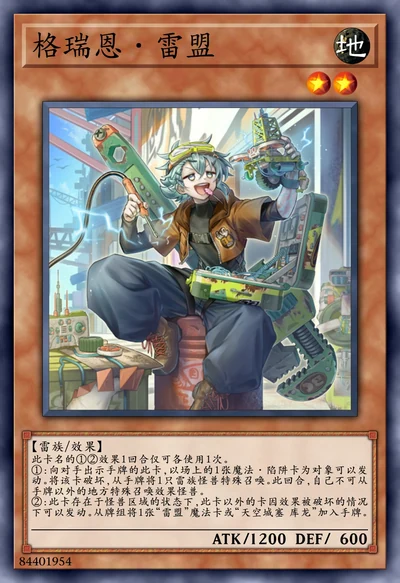 格瑞恩·雷盟
地
【雷族/效果】
此卡名的①②效果1回合仅可各使用1次。
①:向对手出示手牌的此卡,以场上的1张魔法·陷阱卡为对象可以发
动。将该卡破坏,从手牌将1只雷族怪兽特殊召唤。此回合,自己不可从
手牌以外的地方特殊召唤效果怪兽。
②:此卡存在于怪兽区域的状态下,此卡以外的卡因效果被破坏的情况
下可以发动。从牌组将1张“雷盟”魔法卡或“天空城塞 库龙”加入手牌。
ATK/1200 DEF/ 600
84401954